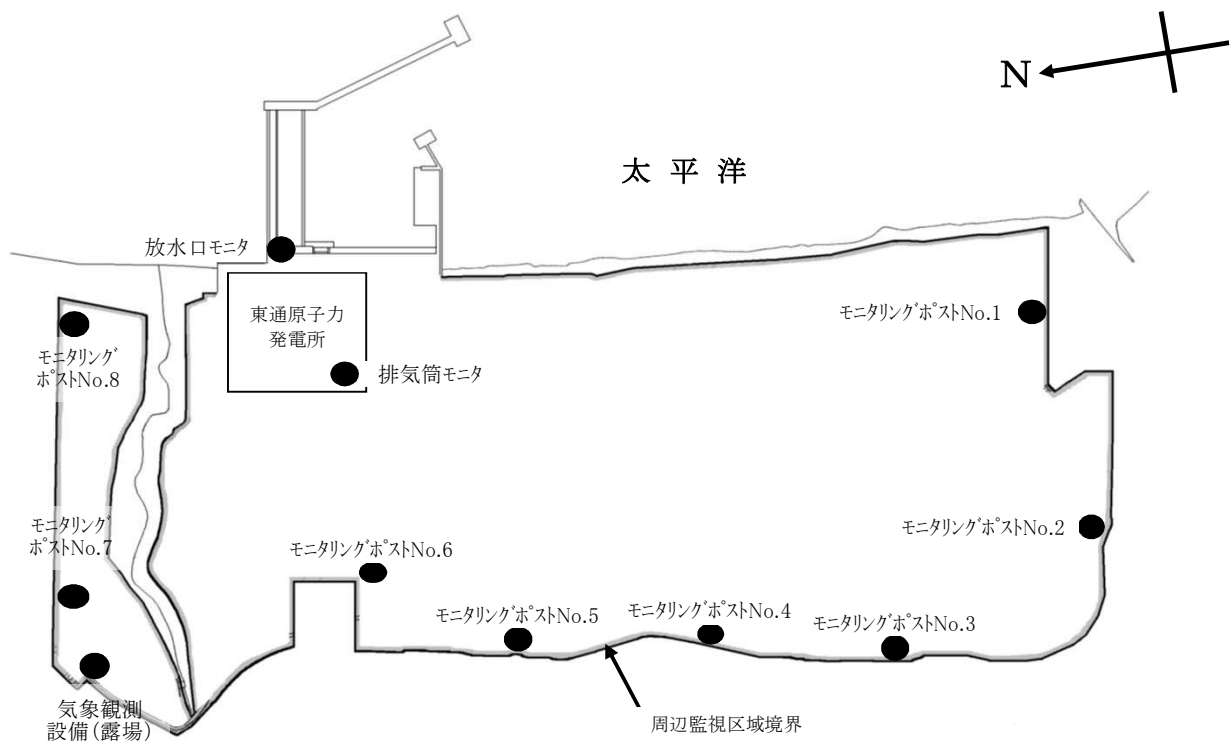 N
太 平 洋
放水口モニタ
東通原子力
発電所
排気筒モニタ
モニタリングポストNo.1
モニタリング
ポストNo.8
モニタリングポストNo.2
モニタリング
ポストNo.7
モニタリングポストNo.6
モニタリングポストNo.5
モニタリングポストNo.4
モニタリングポストNo.3
気象観測
設備(露場)
周辺監視区域境界